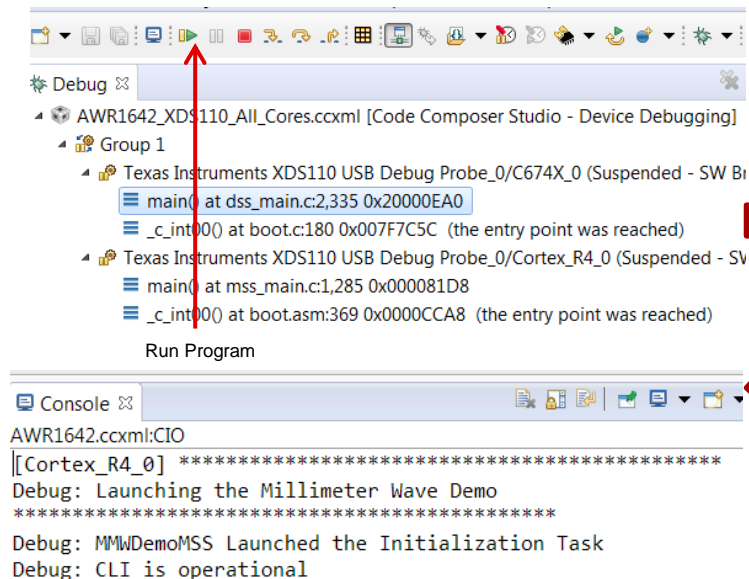 Debug
AWR1642_XDS110_All_Cores.ccxml [Code Composer Studio - Device Debugging]
Group 1
Texas Instruments XDS110 USB Debug Probe_0/C674X_0 (Suspended - SW Br
main() at dss_main.c:2,335 0x20000EA0
_c_int00() at boot.c:180 0x007F7C5C (the entry point was reached)
Texas Instruments XDS110 USB Debug Probe_0/Cortex_R4_0 (Suspended - SW
main() at mss_main.c:1,285 0x000081D8
_c_int00() at boot.asm:369 0x0000CCA8 (the entry point was reached)
Run Program
Console
AWR1642.ccxml:CIO
[Cortex_R4_0] **********************************************
Debug: Launching the Millimeter Wave Demo
**********************************************
Debug: MMWDemoMSS Launched the Initialization Task
Debug: CLI is operational